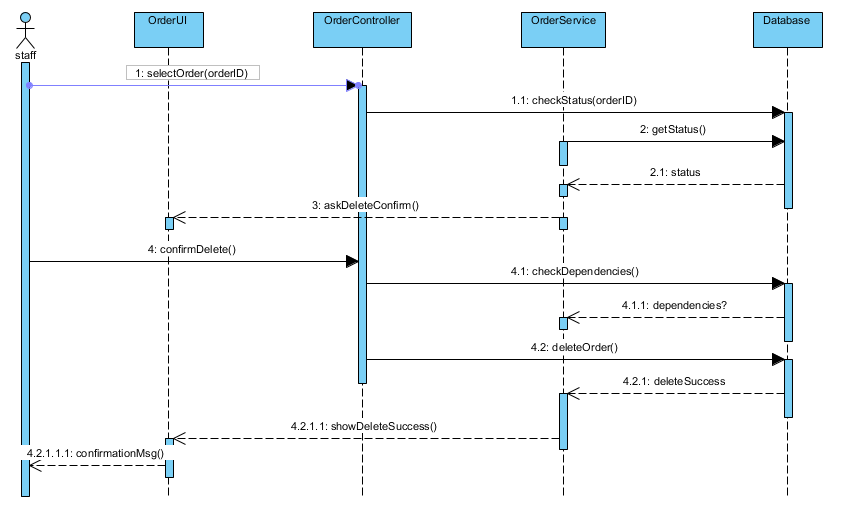 OrderUI
OrderController
OrderService
Database
staff
1: selectOrder(orderID)
1.1: checkStatus(orderID)
2: getStatus()
2.1: status
3: askDeleteConfirm()
4: confirmDelete()
4.1: checkDependencies()
4.1.1: dependencies?
4.2: deleteOrder()
4.2.1: deleteSuccess
4.2.1.1: showDeleteSuccess()
4.2.1.1.1: confirmationMsg()